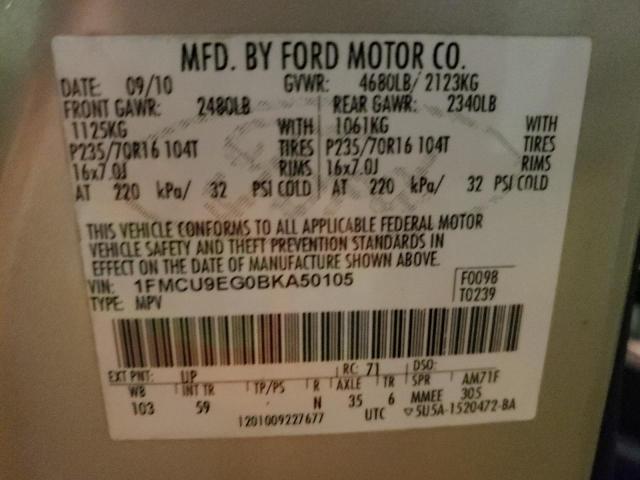 MFD. BY FORD MOTOR CO.
DATE: 09/10 GVWR: 4680LB/ 2123KG
FRONT GAWR: 2480LB REAR GAWR: 2340LB
1125KG WITH 1061KG WITH
P235/70R16 104T TIRES P235/70R16 104T TIRES
16x7.0J RIMS 16x7.0J RIMS
AT 220 kPa/ 32 PSI COLD AT 220 kPa/ 32 PSI COLD
THIS VEHICLE CONFORMS TO ALL APPLICABLE FEDERAL MOTOR
VEHICLE SAFETY AND THEFT PREVENTION STANDARDS IN
EFFECT ON THE DATE OF MANUFACTURE SHOWN ABOVE.
VIN: 1FMCU9EG0BKA50105 F0098
TYPE: MPV T0239
EXT PNT: UP RC: 71 DSO:
WB INT TR TP/PS R AXLE TR SPR AM71F
103 59 . N 35 6 MMEE 305
1201009227677 UTC ▽5U5A-1520472-BA